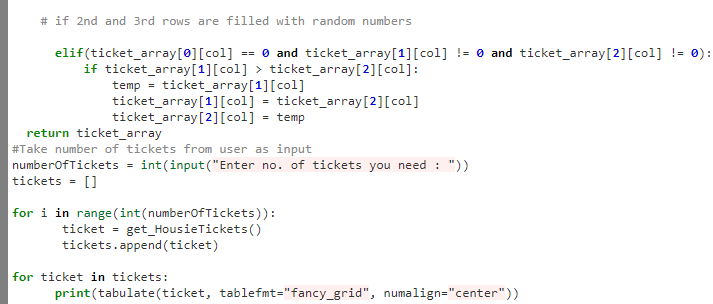 # if 2nd and 3rd rows are filled with random numbers
elif(ticket_array[0][col] == 0 and ticket_array[1][col] != 0 and ticket_array[2][col] != 0):
if ticket_array[1][col] > ticket_array[2][col]:
temp = ticket_array[1][col]
ticket_array[1][col] = ticket_array[2][col]
ticket_array[2][col] = temp
return ticket_array
#Take number of tickets from user as input
numberOfTickets = int(input("Enter no. of tickets you need : "))
tickets = []
for i in range(int(numberOfTickets)):
ticket = get_HousieTickets()
tickets.append(ticket)
for ticket in tickets:
print(tabulate(ticket, tablefmt="fancy_grid", numalign="center"))